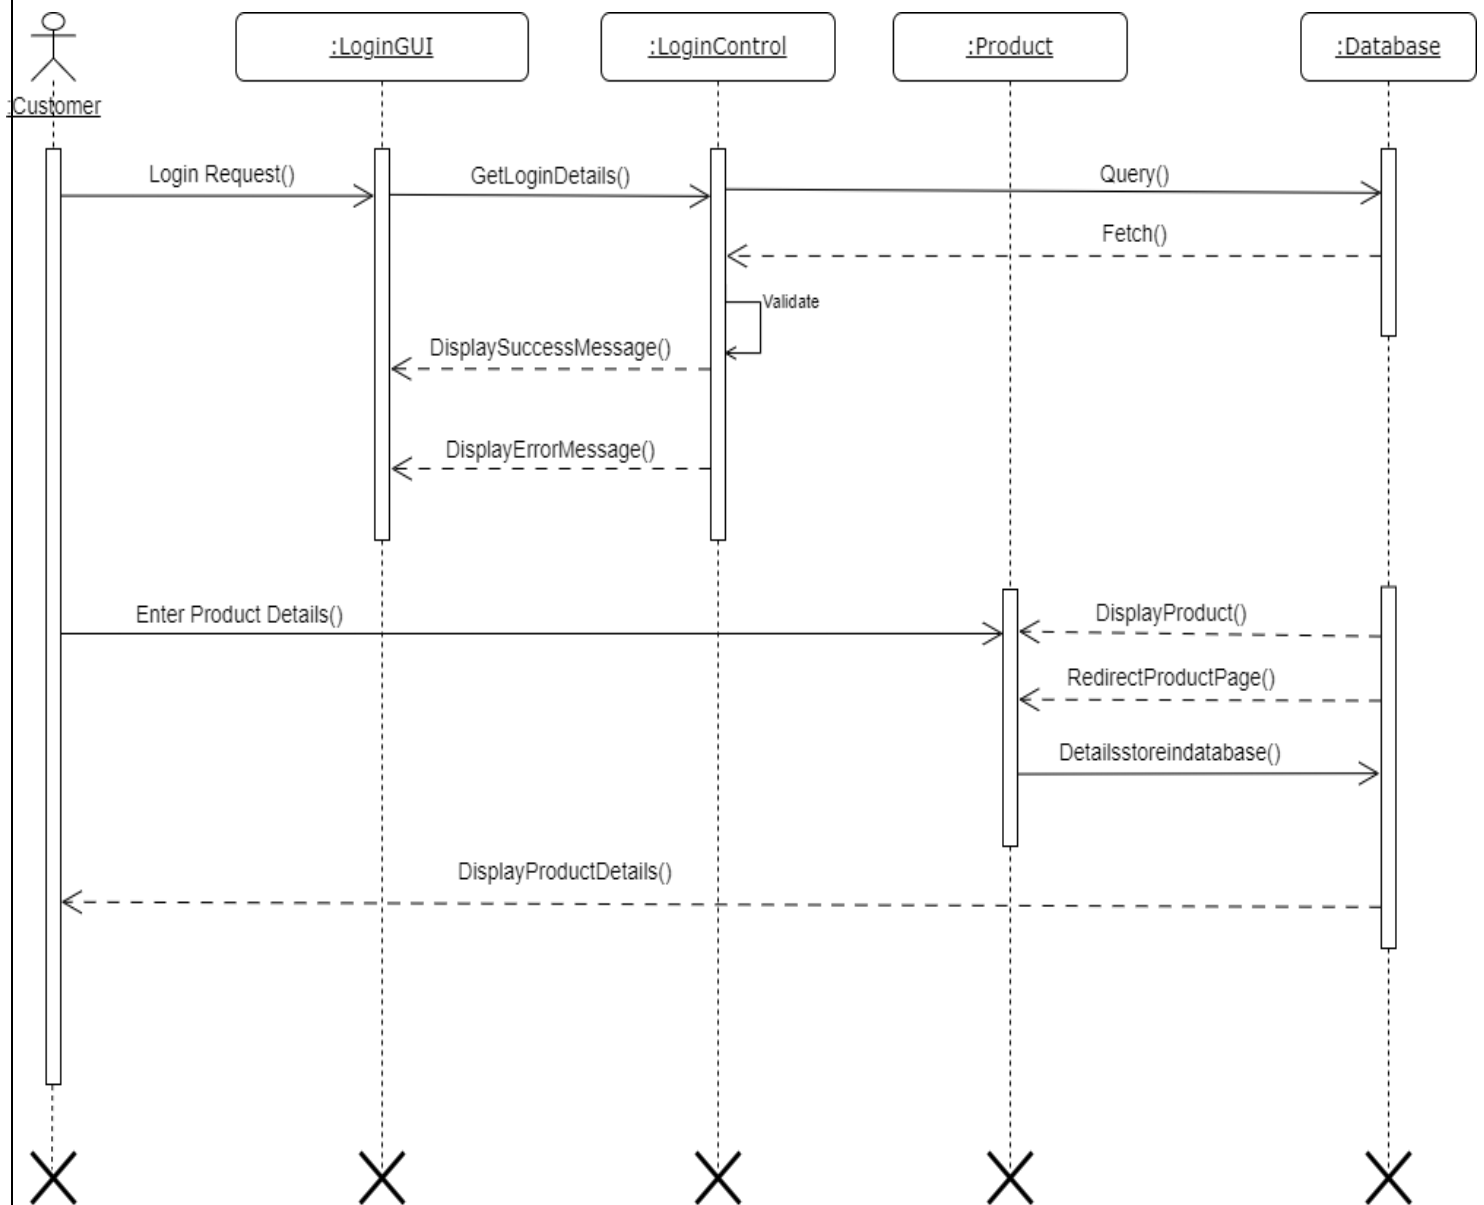 :LoginGUI
:LoginControl
:Product
:Database
:Customer
Login Request()
GetLoginDetails()
Query()
Fetch()
Validate
DisplaySuccessMessage()
DisplayErrorMessage()
Enter Product Details()
DisplayProduct()
RedirectProductPage()
Detailsstoreindatabase()
DisplayProductDetails()